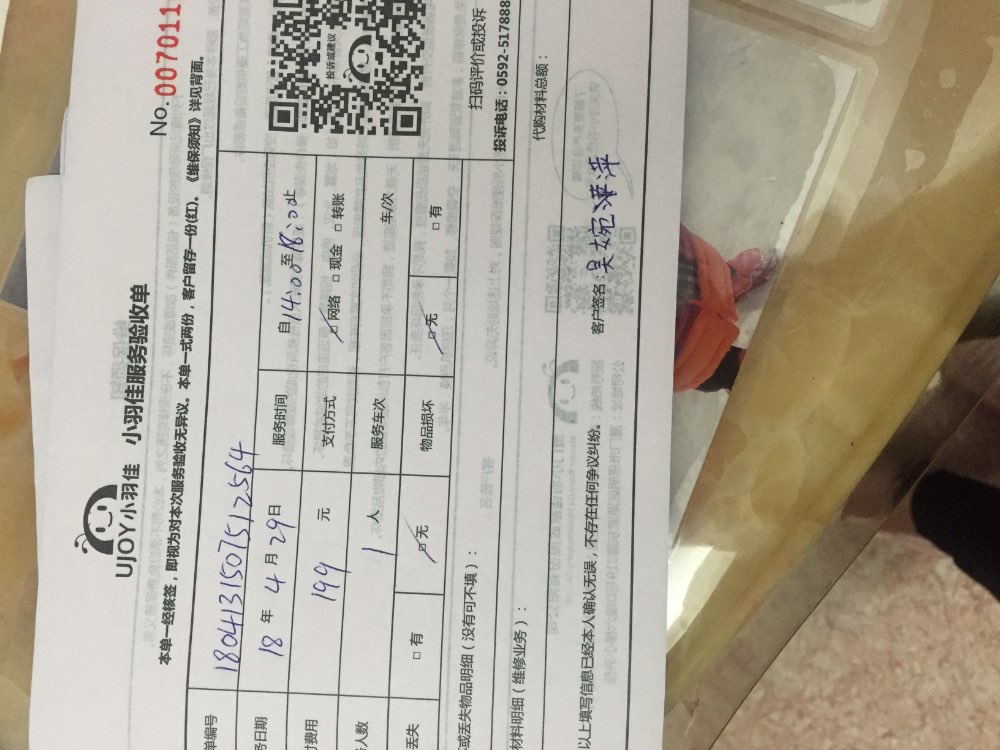 No. 007011
UJOY小羽佳 小羽佳服务验收单
本单一经核签，即视为对本次服务验收无异议。本单一式两份，客户留存一份(红)。《维保须知》详见背面。
单编号 1804131507512564
务日期 18 年 4 月 29 日 服务时间 自 14:00 至 18:00 止
付费用 199 元 支付方式 □ 网络 □ 现金 □ 转账
务人数 1 人 服务车次 车/次
丢失 □ 有 □ 无 物品损坏 □ 无 □ 有
投诉或建议
扫码评价或投诉
投诉电话：0592-517888
或丢失物品明细（没有可不填）：
材料明细（维修业务）： 代购材料总额：
以上填写信息已经本人确认无误，不存在任何争议纠纷。 客户签名：吴婉萍